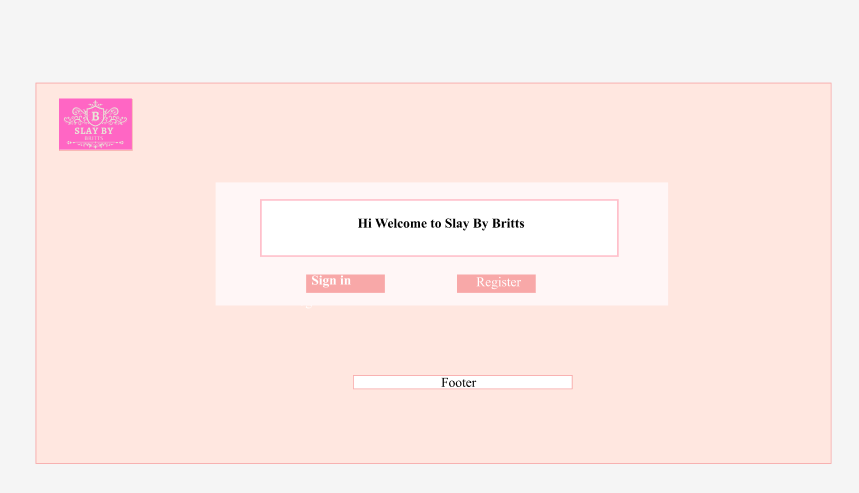 B
SLAY BY
BRITTS
Hi Welcome to Slay By Britts
Sign in
Register
Footer